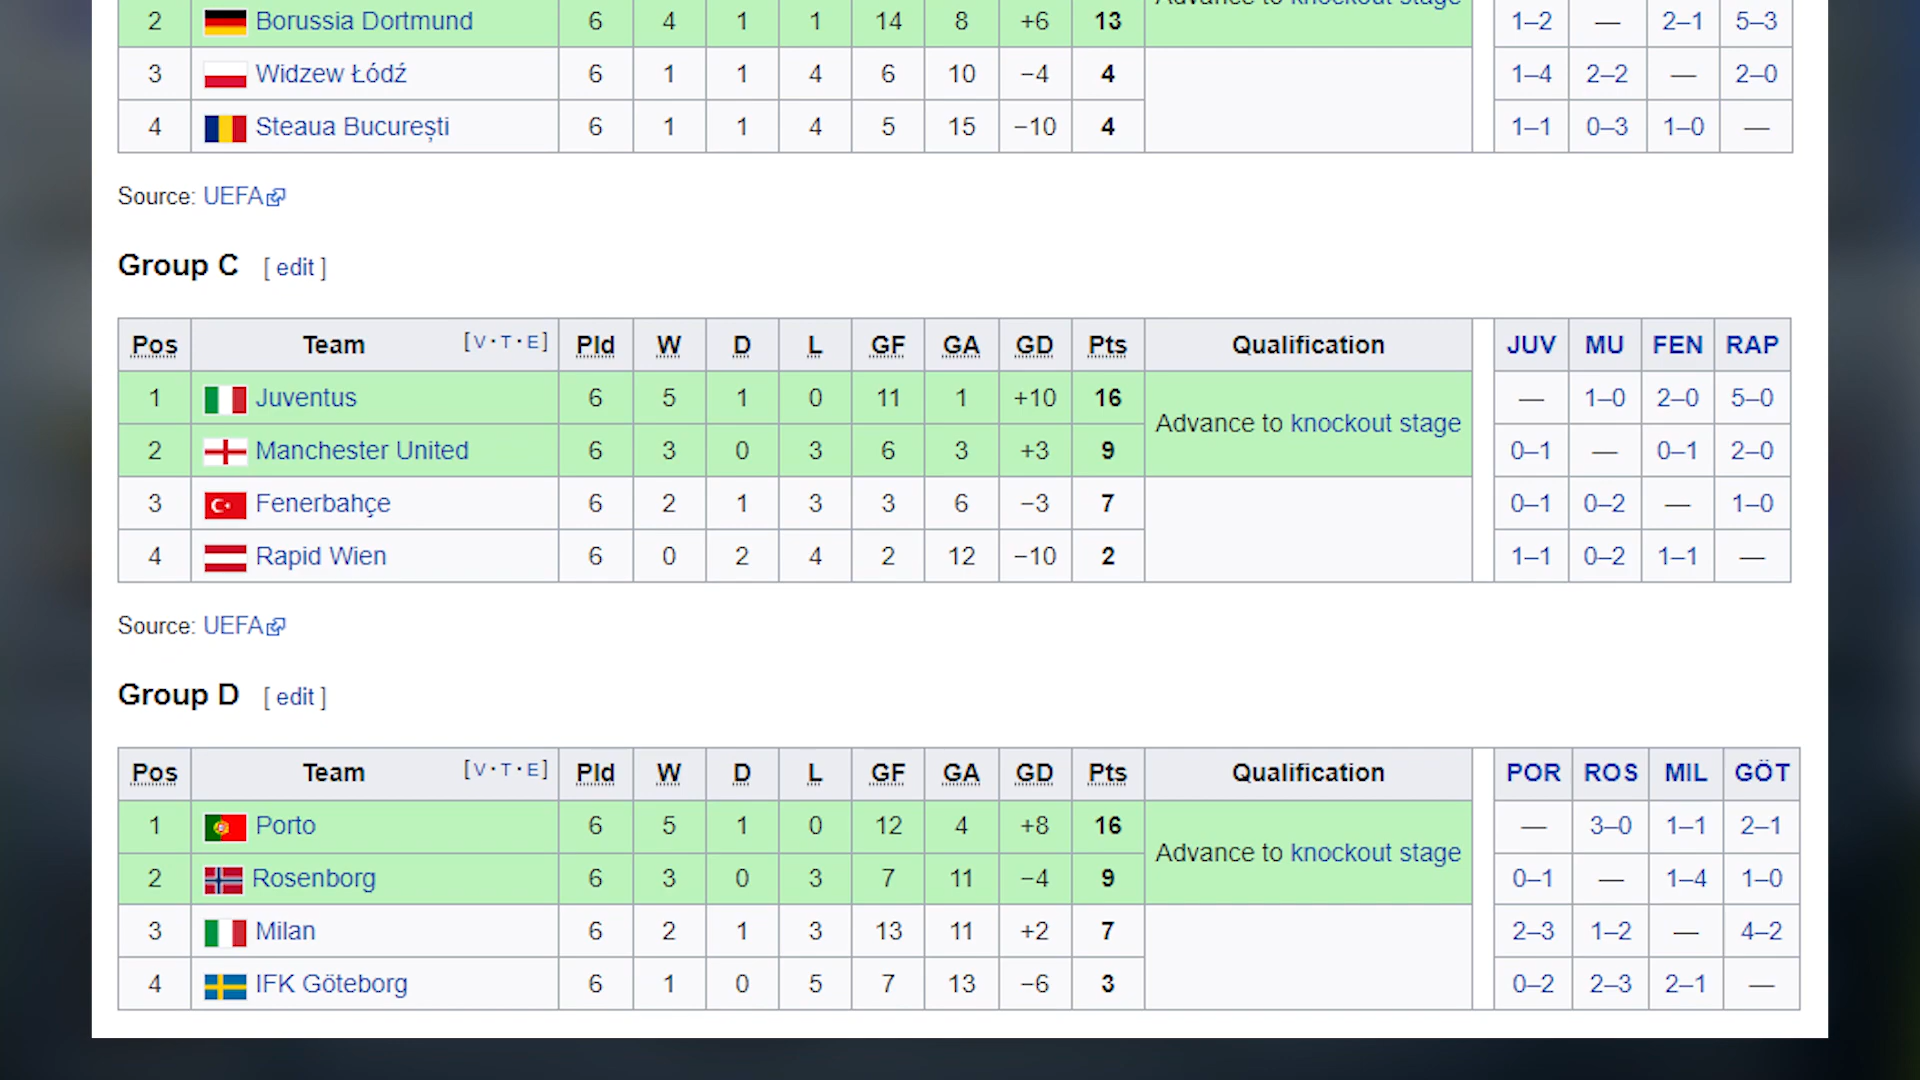 Advance to knockout stage
2 Borussia Dortmund 6 4 1 1 14 8 +6 13 1–2 — 2–1 5–3
3 Widzew Łódź 6 1 1 4 6 10 −4 4 1–4 2–2 — 2–0
4 Steaua București 6 1 1 4 5 15 −10 4 1–1 0–3 1–0 —
Source: UEFA
Group C [ edit ]
Pos Team [V·T·E] Pld W D L GF GA GD Pts Qualification JUV MU FEN RAP
1 Juventus 6 5 1 0 11 1 +10 16 Advance to knockout stage — 1–0 2–0 5–0
2 Manchester United 6 3 0 3 6 3 +3 9 0–1 — 0–1 2–0
3 Fenerbahçe 6 2 1 3 3 6 −3 7 0–1 0–2 — 1–0
4 Rapid Wien 6 0 2 4 2 12 −10 2 1–1 0–2 1–1 —
Source: UEFA
Group D [ edit ]
Pos Team [V·T·E] Pld W D L GF GA GD Pts Qualification POR ROS MIL GÖT
1 Porto 6 5 1 0 12 4 +8 16 Advance to knockout stage — 3–0 1–1 2–1
2 Rosenborg 6 3 0 3 7 11 −4 9 0–1 — 1–4 1–0
3 Milan 6 2 1 3 13 11 +2 7 2–3 1–2 — 4–2
4 IFK Göteborg 6 1 0 5 7 13 −6 3 0–2 2–3 2–1 —